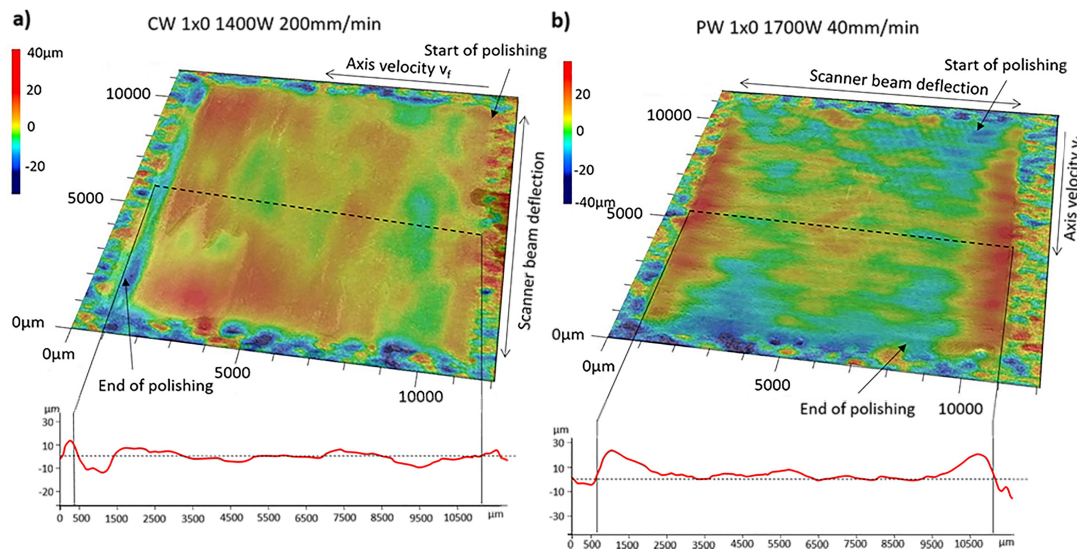 a)
CW 1x0 1400W 200mm/min
40µm
20
0
-20
Start of polishing
Axis velocity vf
10000
5000
0µm
0µm
5000
10000
Scanner beam deflection
End of polishing
µm
30
10
-10
-20
0 500 1500 2500 3500 4500 5500 6500 7500 8500 9500 10500 µm
b)
PW 1x0 1700W 40mm/min
20
0
-20
-40µm
Start of polishing
Scanner beam deflection
10000
5000
0µm
0µm
5000
10000
Axis velocity v
End of polishing
µm
30
10
-10
-30
0 500 1500 2500 3500 4500 5500 6500 7500 8500 9500 10500 µm